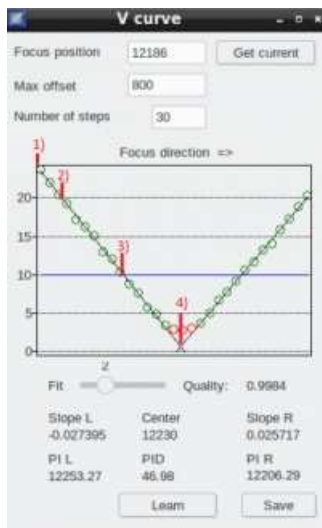 V curve
Focus position 12186 Get current
Max offset 800
Number of steps 30
Focus direction =>
1)
2)
3)
4)
20
15
10
5
0
2
Fit Quality: 0.9984
Slope L Center Slope R
-0.027395 12230 0.025717
PI L PID PI R
12253.27 46.98 12206.29
Learn Save